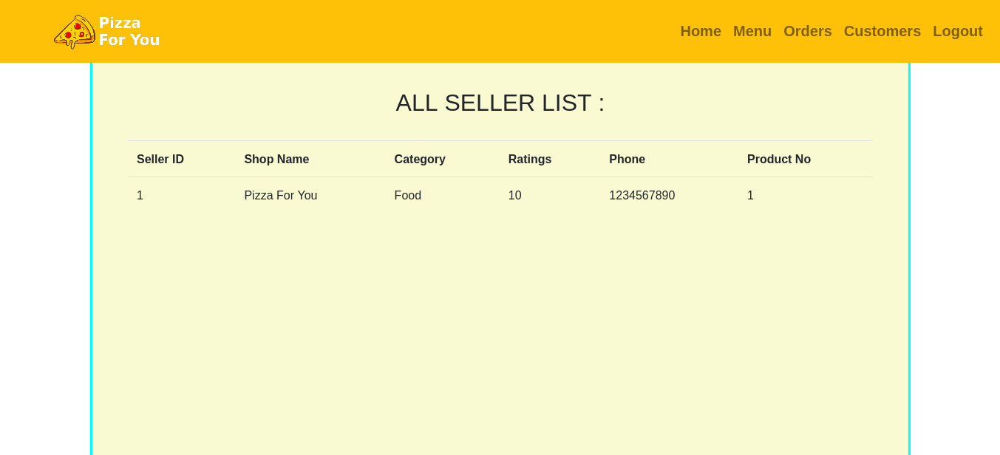 Pizza
For You
Home Menu Orders Customers Logout
ALL SELLER LIST :
Seller ID Shop Name Category Ratings Phone Product No
1 Pizza For You Food 10 1234567890 1